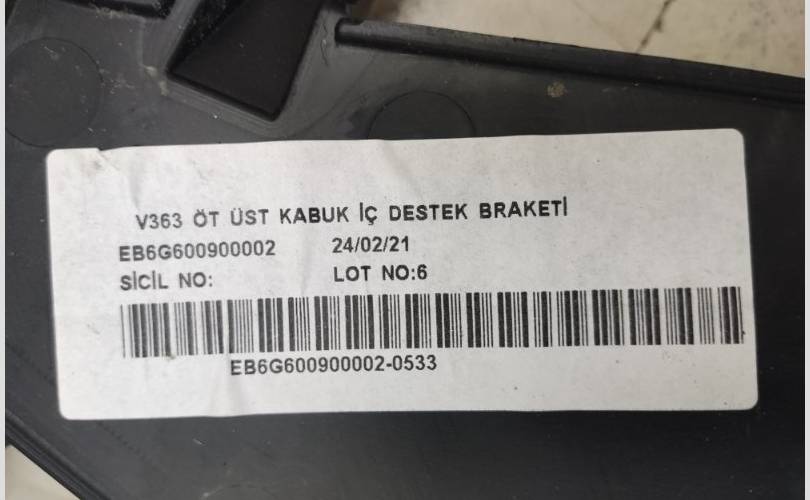 V363 ÖT ÜST KABUK İÇ DESTEK BRAKETİ
EB6G600900002 24/02/21
SİCİL NO: LOT NO:6
EB6G600900002-0533